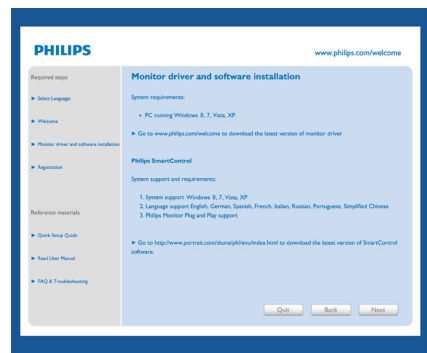 PHILIPS
www.philips.com/welcome
Required steps
► Select Language:
► Welcome
► Monitor driver and software installation
► Registration
Reference materials:
► Quick Setup Quide
► Read User Manual
► FAQ & Troubleshooting
Monitor driver and software installation
System requirements:
• PC running Windows 8, 7, Vista, XP
► Go to www.philips.com/welcome to download the latest version of monitor driver
Philips SmartControl
System support and requirements:
1. System support Windows 8, 7, Vista, XP
2. Language support English, German, Spanish, French, Italian, Russian, Portuguese, Simplified Chinese
3. Philips Monitor Plug and Play support
► Go to http://www.portrait.com/dtune/phl/enu/index.html to download the latest version of SmartControl
software.
Quit
Back
Next